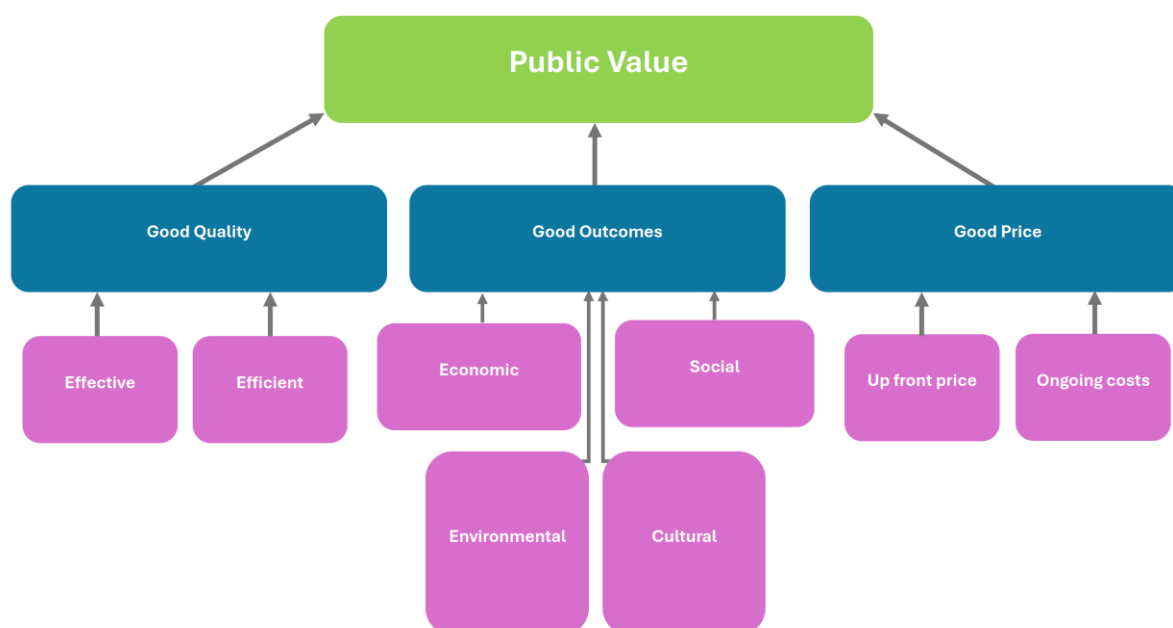 Public Value
Good Quality
Good Outcomes
Good Price
Effective
Efficient
Economic
Social
Up front price
Ongoing costs
Environmental
Cultural